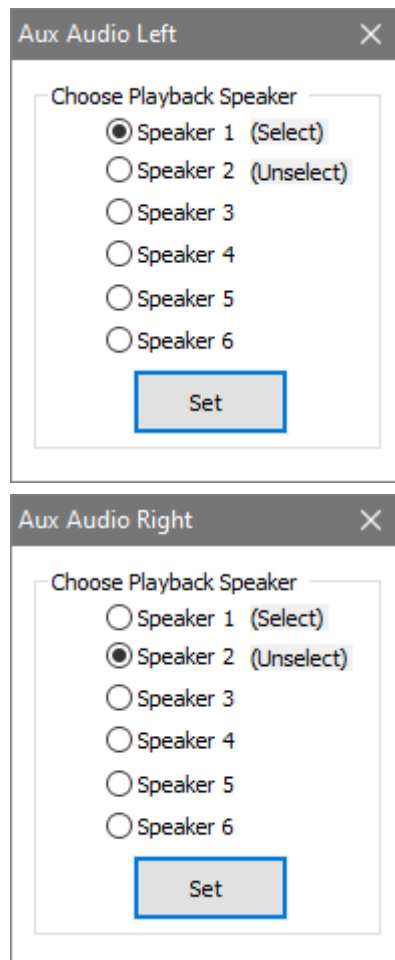 Aux Audio Left
Choose Playback Speaker
Speaker 1 (Select)
Speaker 2 (Unselect)
Speaker 3
Speaker 4
Speaker 5
Speaker 6
Set
Aux Audio Right
Choose Playback Speaker
Speaker 1 (Select)
Speaker 2 (Unselect)
Speaker 3
Speaker 4
Speaker 5
Speaker 6
Set